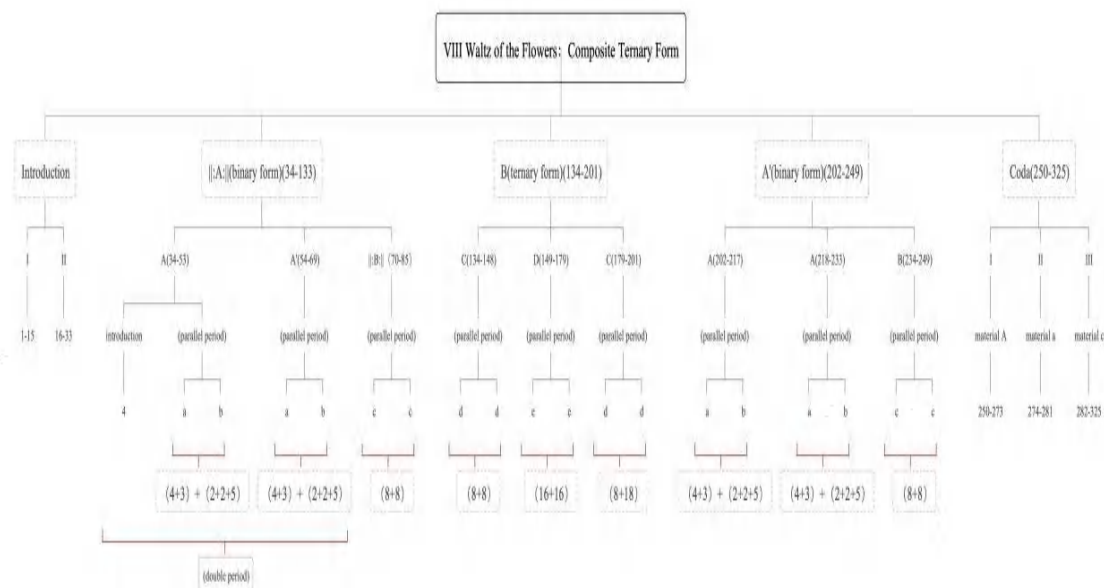 VIII Waltz of the Flowers: Composite Ternary Form
Introduction
||:A:||(binary form)(34-133)
B(ternary form)(134-201)
A'(binary form)(202-249)
Coda(250-325)
I II
A(34-53) A'(54-69) ||:B:|| (70-85)
C(134-148) D(149-179) C(179-201)
A(202-217) A(218-233) B(234-249)
I II III
1-15 16-33
introduction (parallel period) (parallel period) (parallel period)
(parallel period) (parallel period) (parallel period)
(parallel period) (parallel period) (parallel period)
material A material a material c
4
a b a b c c
d d e e d d
a b a b c c
250-273 274-281 282-325
(4+3) + (2+2+5) (4+3) + (2+2+5) (8+8)
(8+8) (16+16) (8+18)
(4+3) + (2+2+5) (4+3) + (2+2+5) (8+8)
(double period)